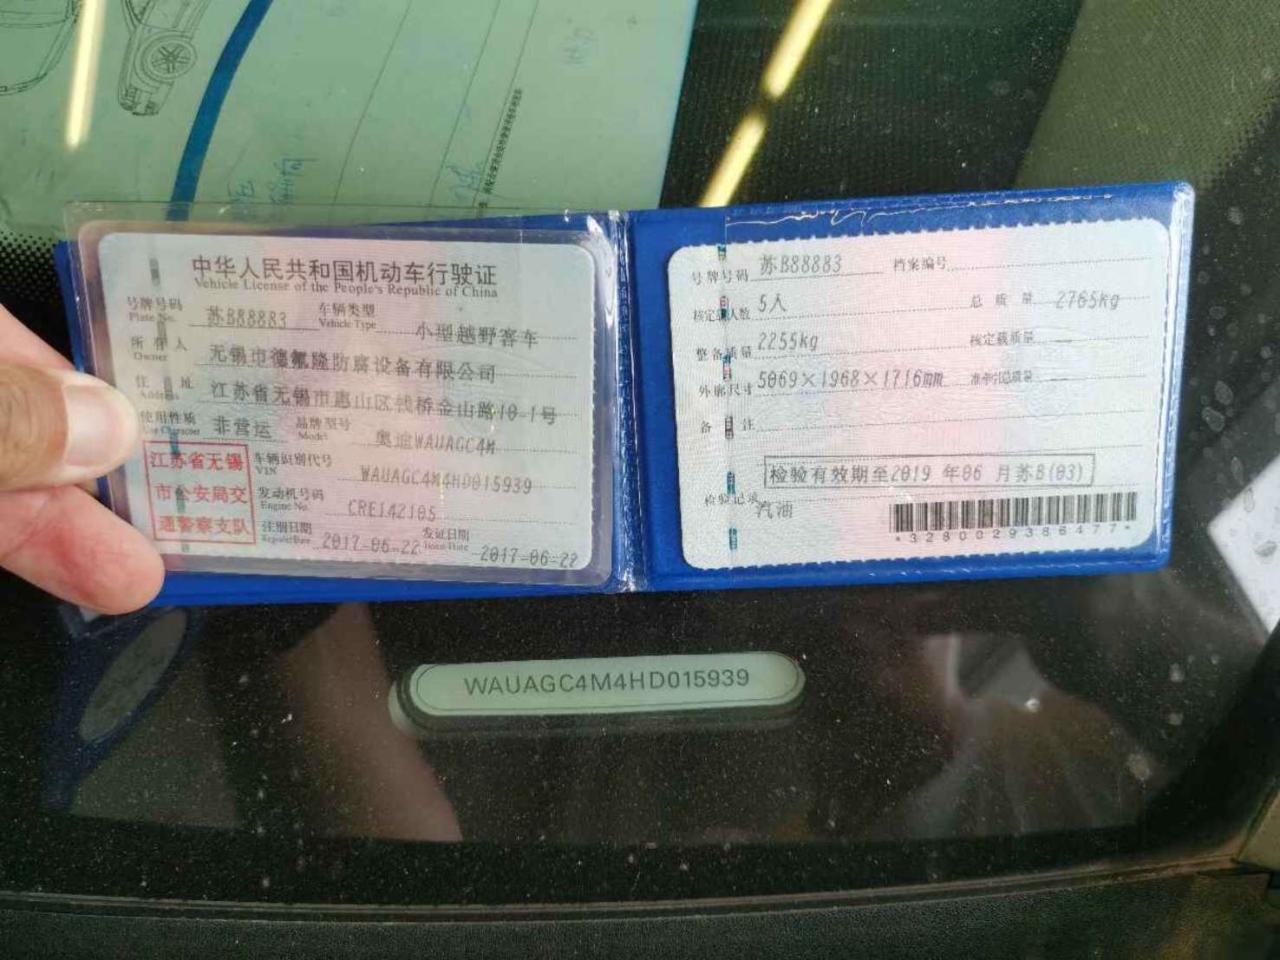 中华人民共和国机动车行驶证
Vehicle License of the People's Republic of China
号牌号码 苏B88883 车辆类型 小型越野客车
Plate No. Vehicle Type
所有人 无锡市德氟隆防腐设备有限公司
Owner
住址 江苏省无锡市惠山区钱桥金山路10-1号
Address
使用性质 非营运 品牌型号 奥迪WAUAGC4M
Use Character Model
江苏省无锡
市公安局交
通警察支队
车辆识别代号 WAUAGC4M4HD015939
VIN
发动机号码 CRE142105
Engine No.
注册日期 2017-06-22 发证日期 2017-06-22
Register Date Issue Date
号牌号码 苏B88883 档案编号
核定载人数 5人 总质量 2765kg
整备质量 2255kg 核定载质量
外廓尺寸 5069×1968×1716mm 准牵引总质量
备注
检验有效期至2019 年06 月苏B(03)
检验记录
汽油
*3280029386477*
WAUAGC4M4HD015939